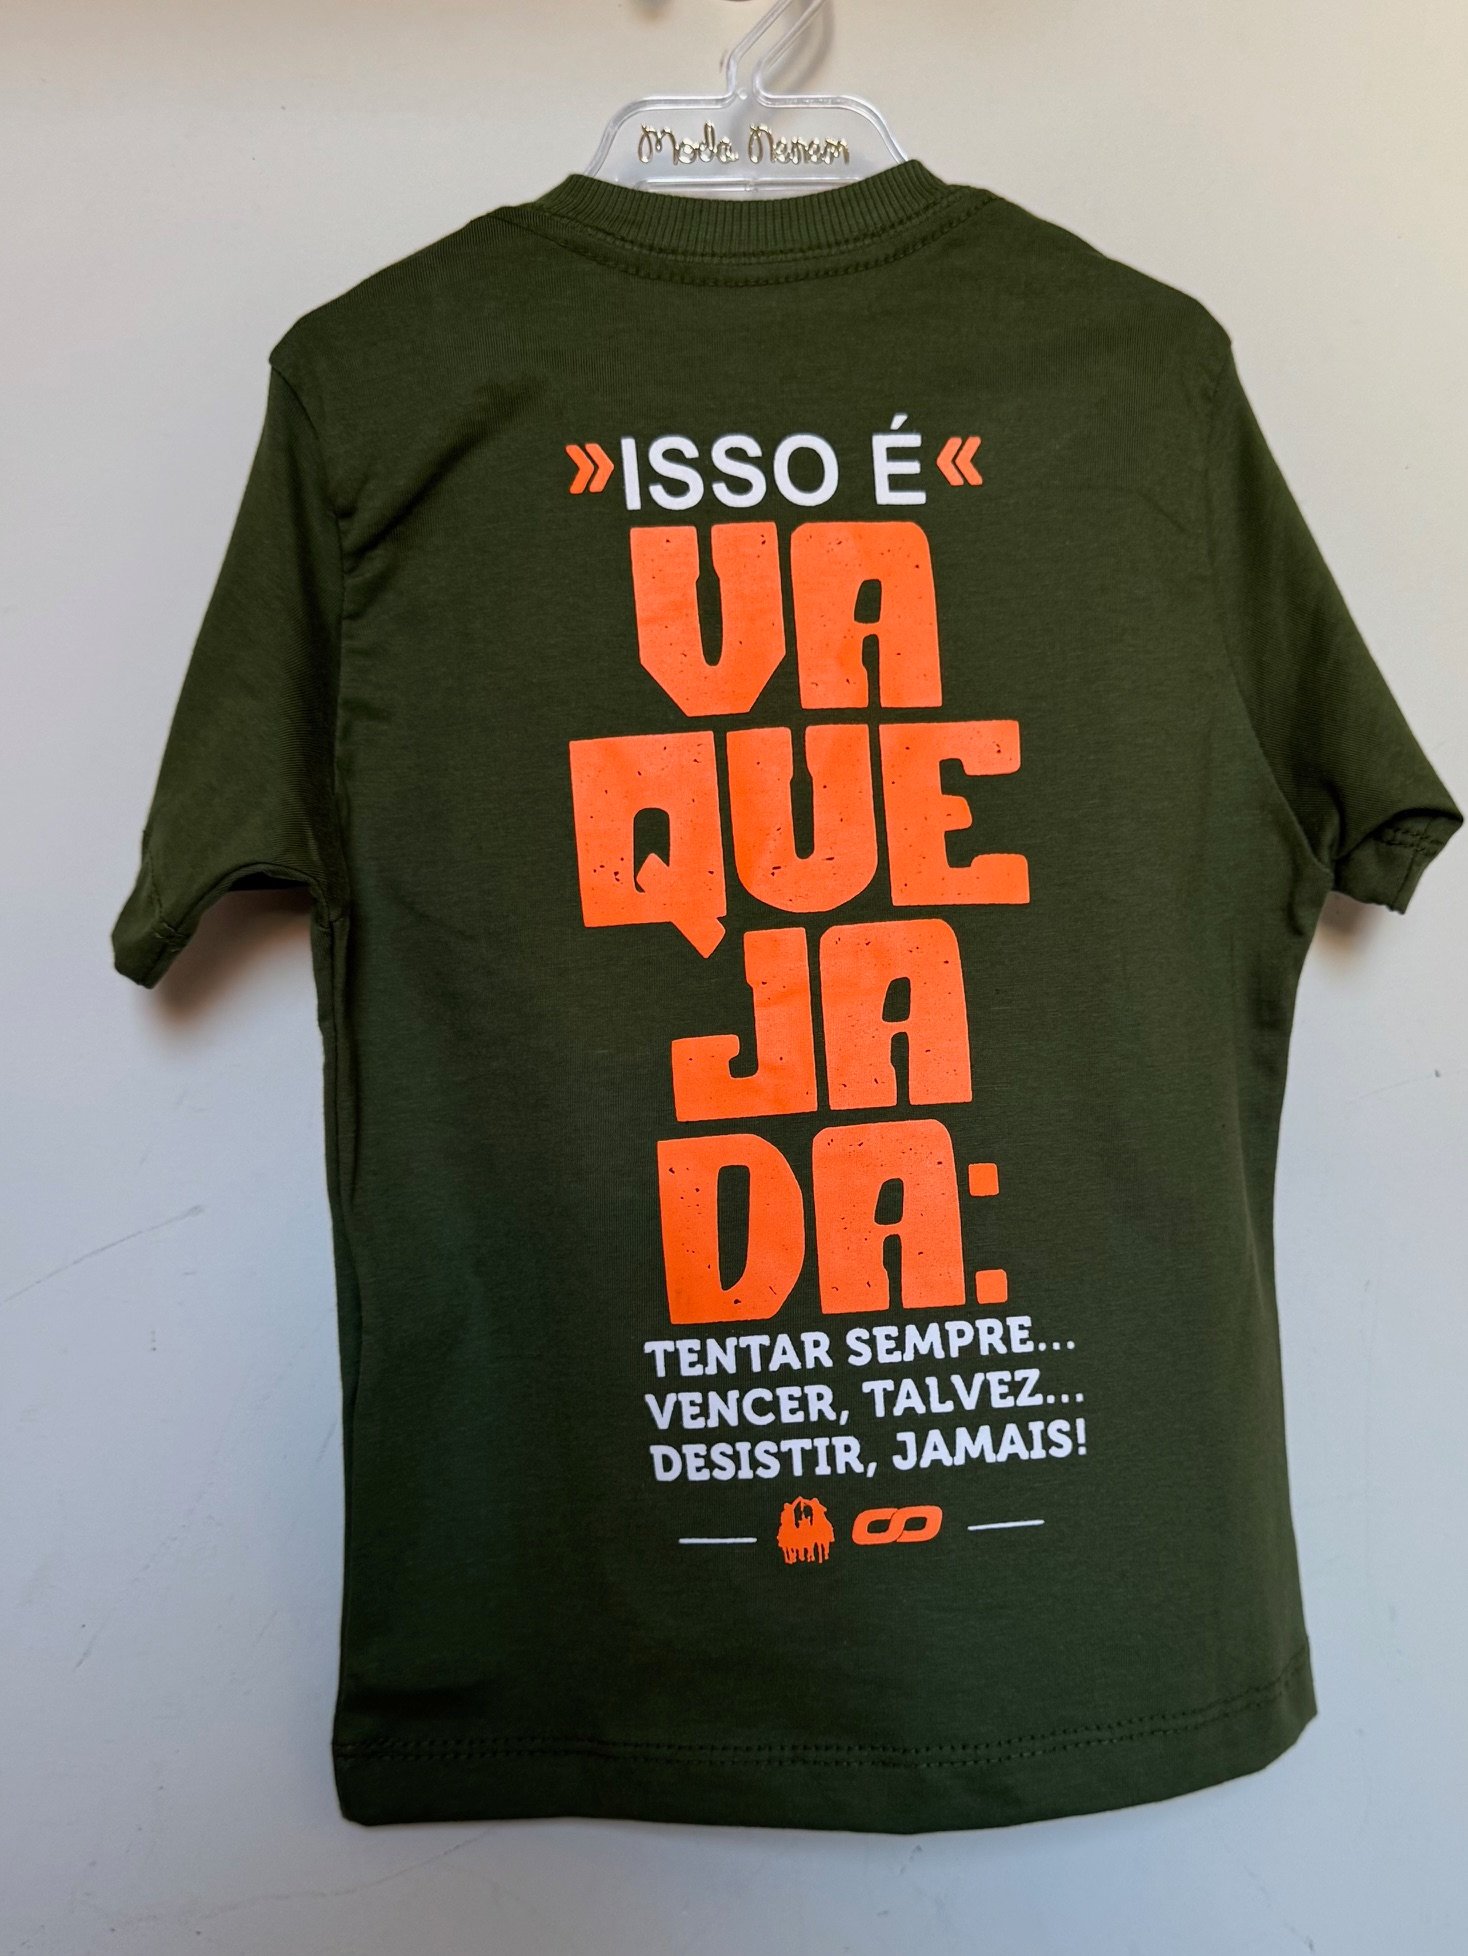 Moda Nenem
ISSO É
VA
QUE
JA
DA:
TENTAR SEMPRE...
VENCER, TALVEZ...
DESISTIR, JAMAIS!